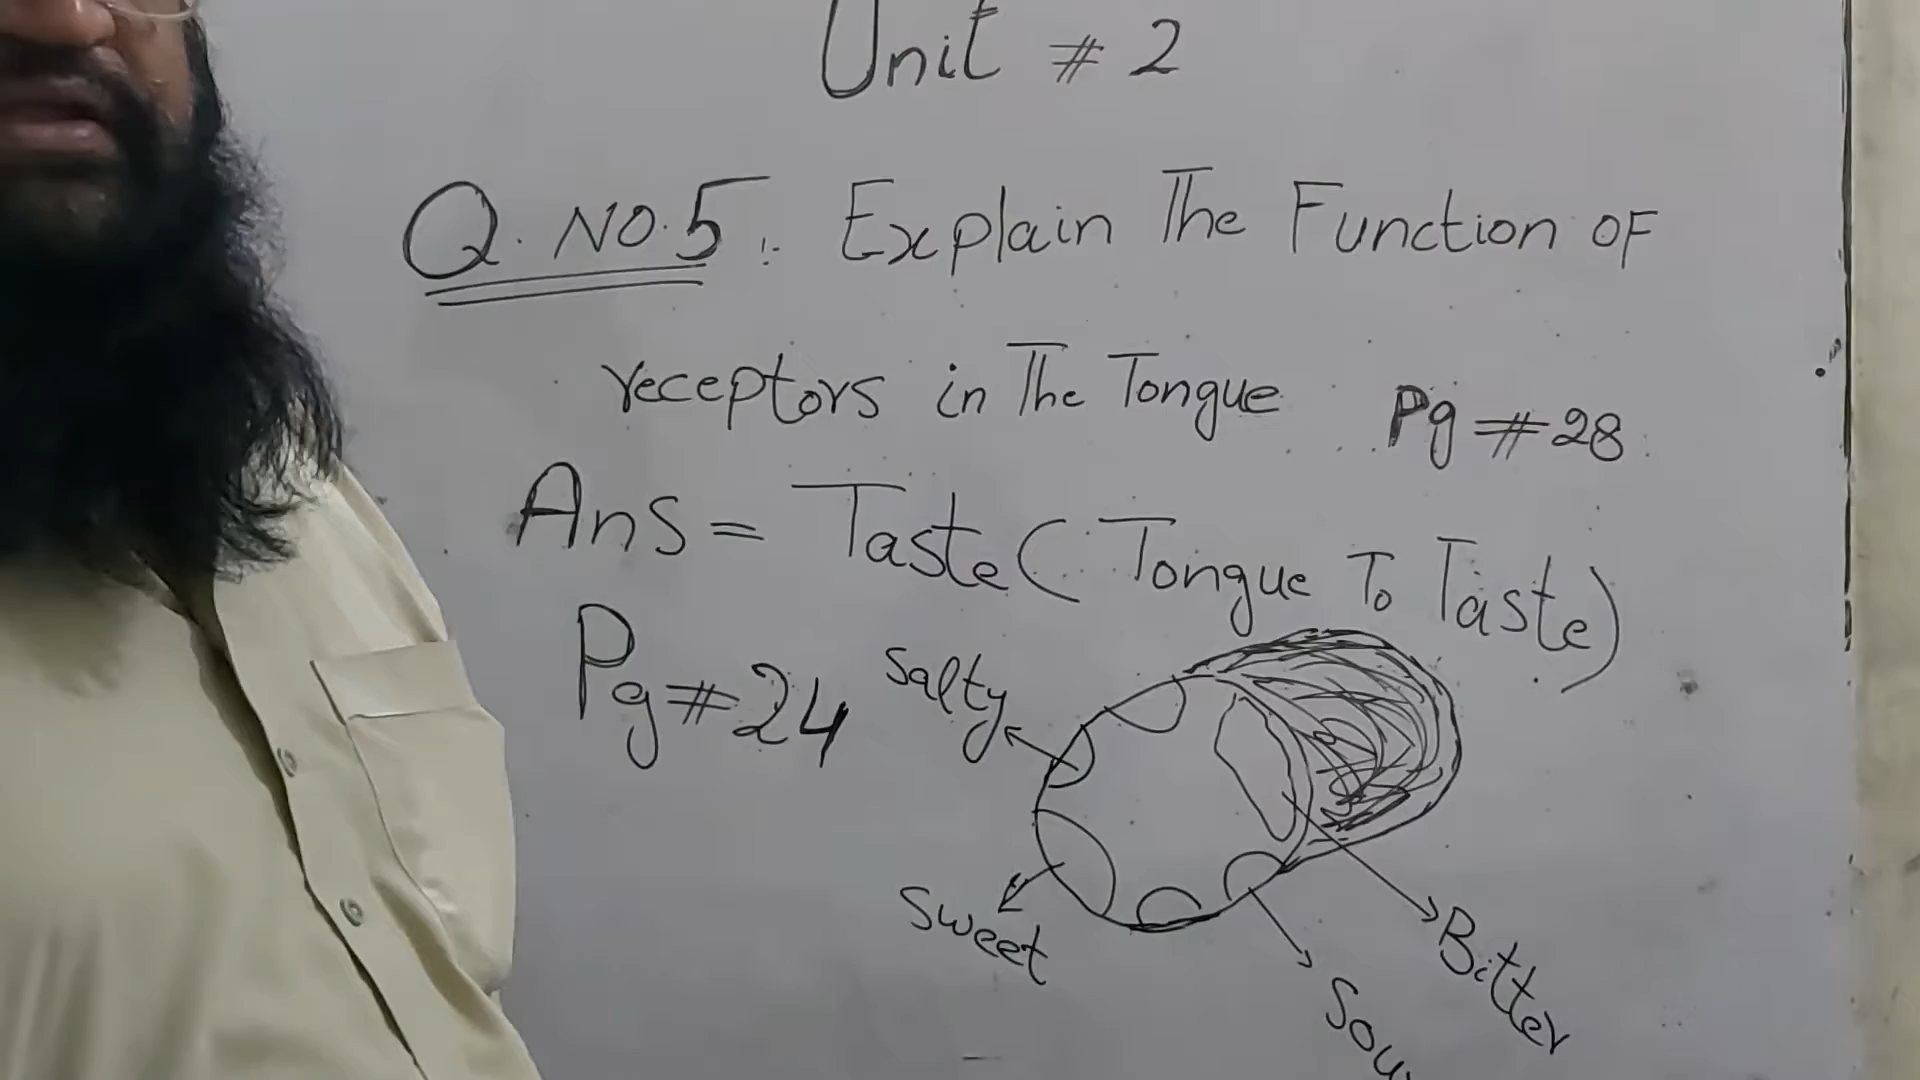 Unit # 2
Q. NO. 5 :- Explain The Function OF
receptors in The Tongue Pg # 28
Ans = Taste ( Tongue To Taste )
Pg # 24
Salty
Sweet
Bitter
Sou